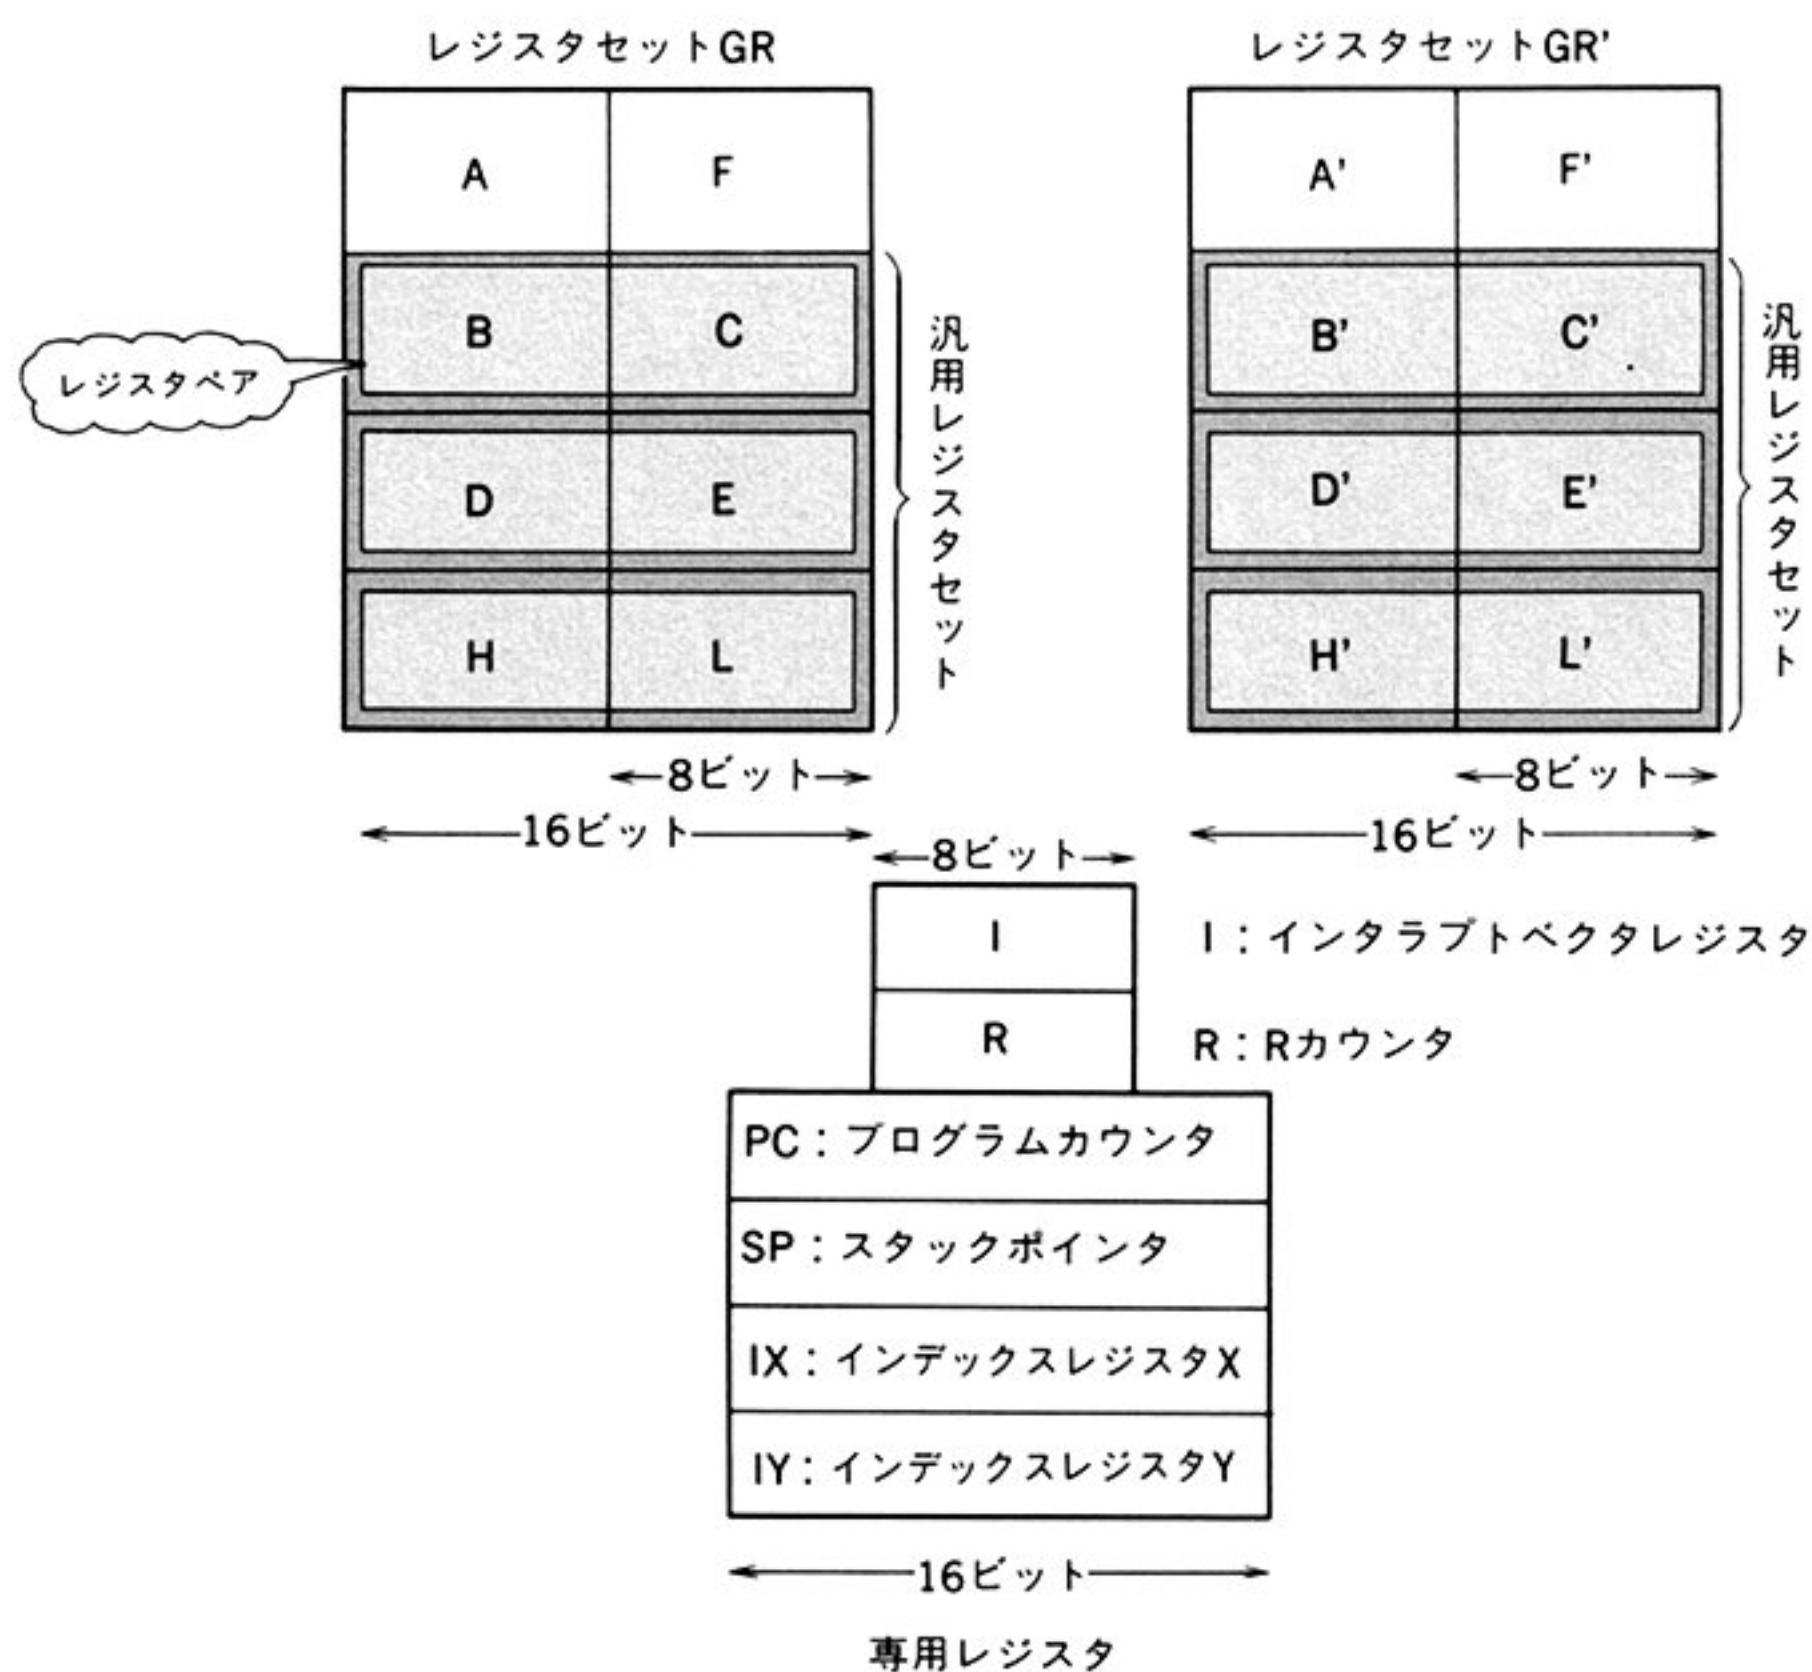 レジスタセットGR
レジスタセットGR'
A
F
A'
F'
B
C
B'
C'
レジスタペア
D
E
D'
E'
H
L
H'
L'
汎用レジスタセット
汎用レジスタセット
8ビット
8ビット
16ビット
16ビット
8ビット
I
I：インタラプトベクタレジスタ
R
R：Rカウンタ
PC：プログラムカウンタ
SP：スタックポインタ
IX：インデックスレジスタX
IY：インデックスレジスタY
16ビット
専用レジスタ